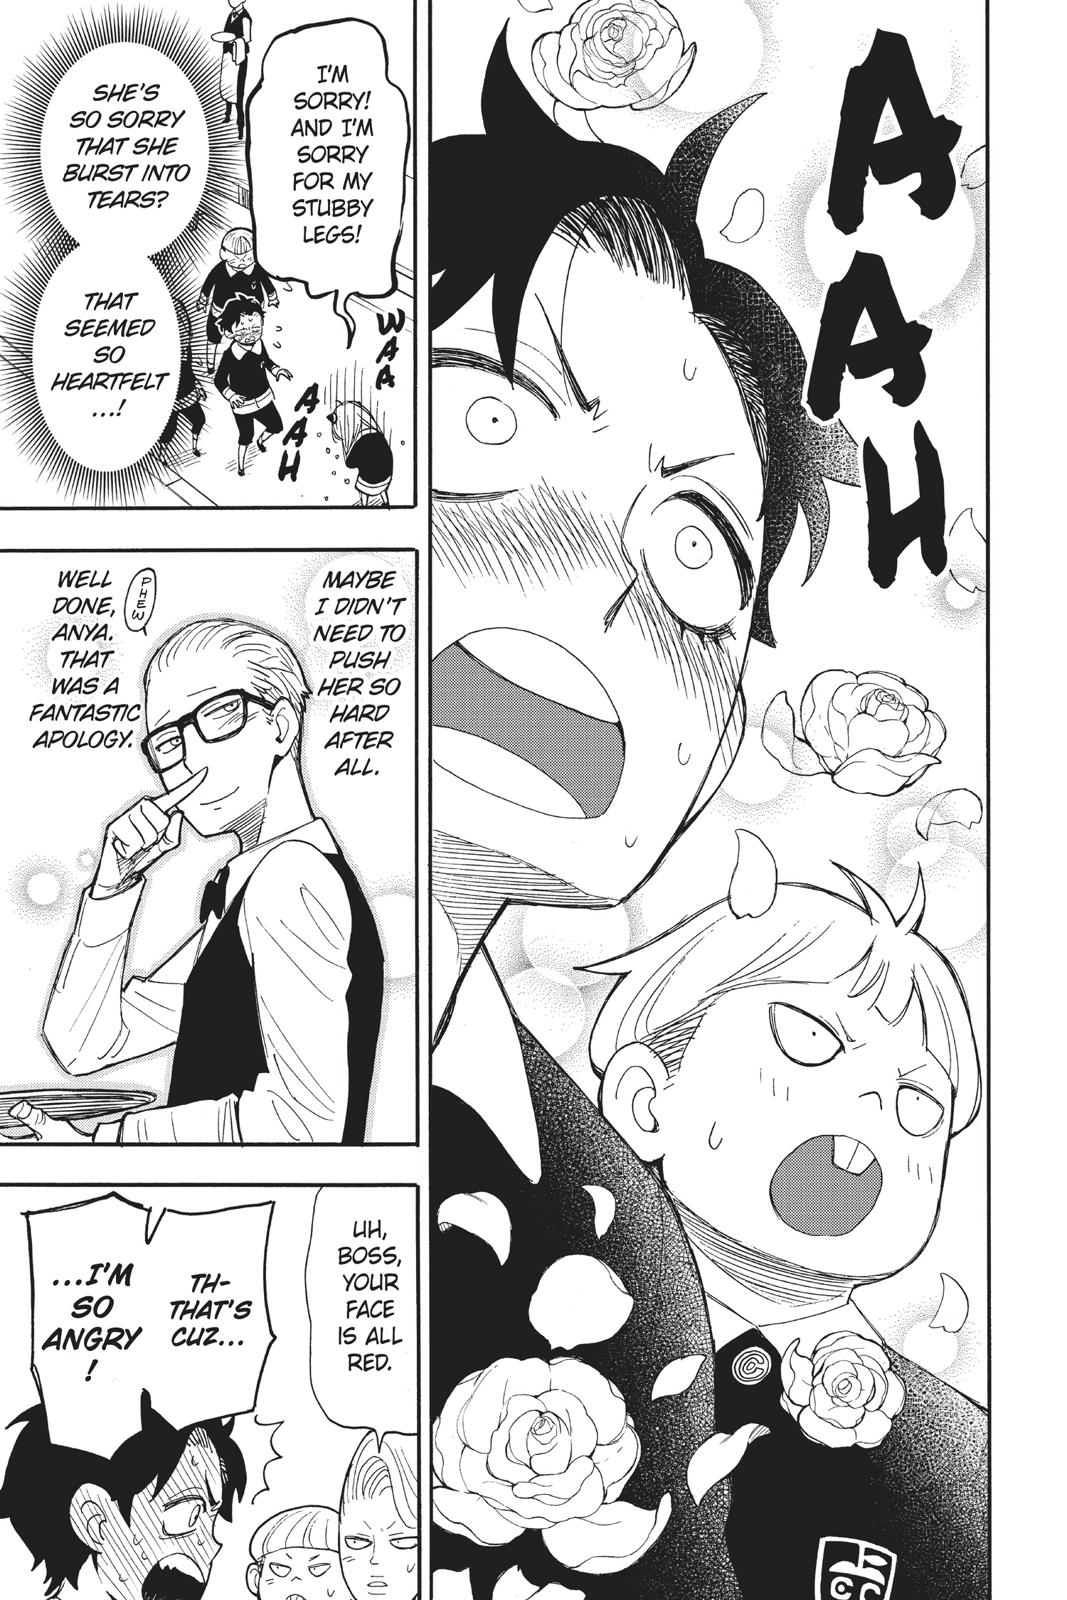 AAAH
I'M
SORRY!
AND I'M
SORRY
FOR MY
STUBBY
LEGS!
WAA
AAH
SHE'S
SO SORRY
THAT SHE
BURST INTO
TEARS?
THAT
SEEMED
SO
HEARTFELT
...!
MAYBE
I DIDN'T
NEED TO
PUSH
HER SO
HARD
AFTER
ALL.
PHEW
WELL
DONE,
ANYA.
THAT
WAS A
FANTASTIC
APOLOGY.
UH,
BOSS,
YOUR
FACE
IS ALL
RED.
TH-
THAT'S
CUZ...
...I'M
SO
ANGRY
!